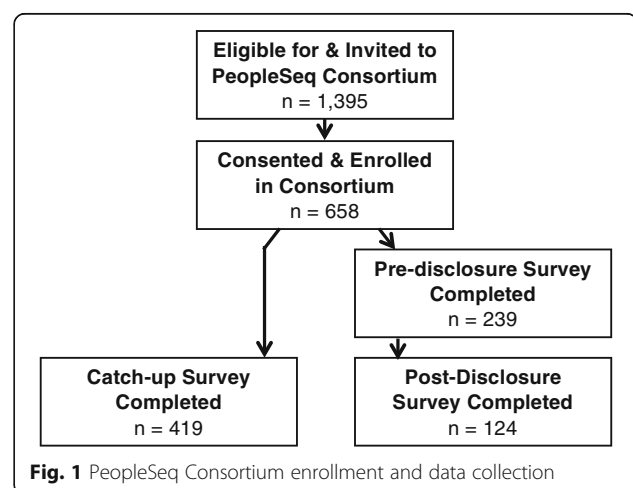 Eligible for & Invited to
PeopleSeq Consortium
n = 1,395
Consented & Enrolled
in Consortium
n = 658
Pre-disclosure Survey
Completed
n = 239
Catch-up Survey
Completed
n = 419
Post-Disclosure
Survey Completed
n = 124
Fig. 1 PeopleSeq Consortium enrollment and data collection